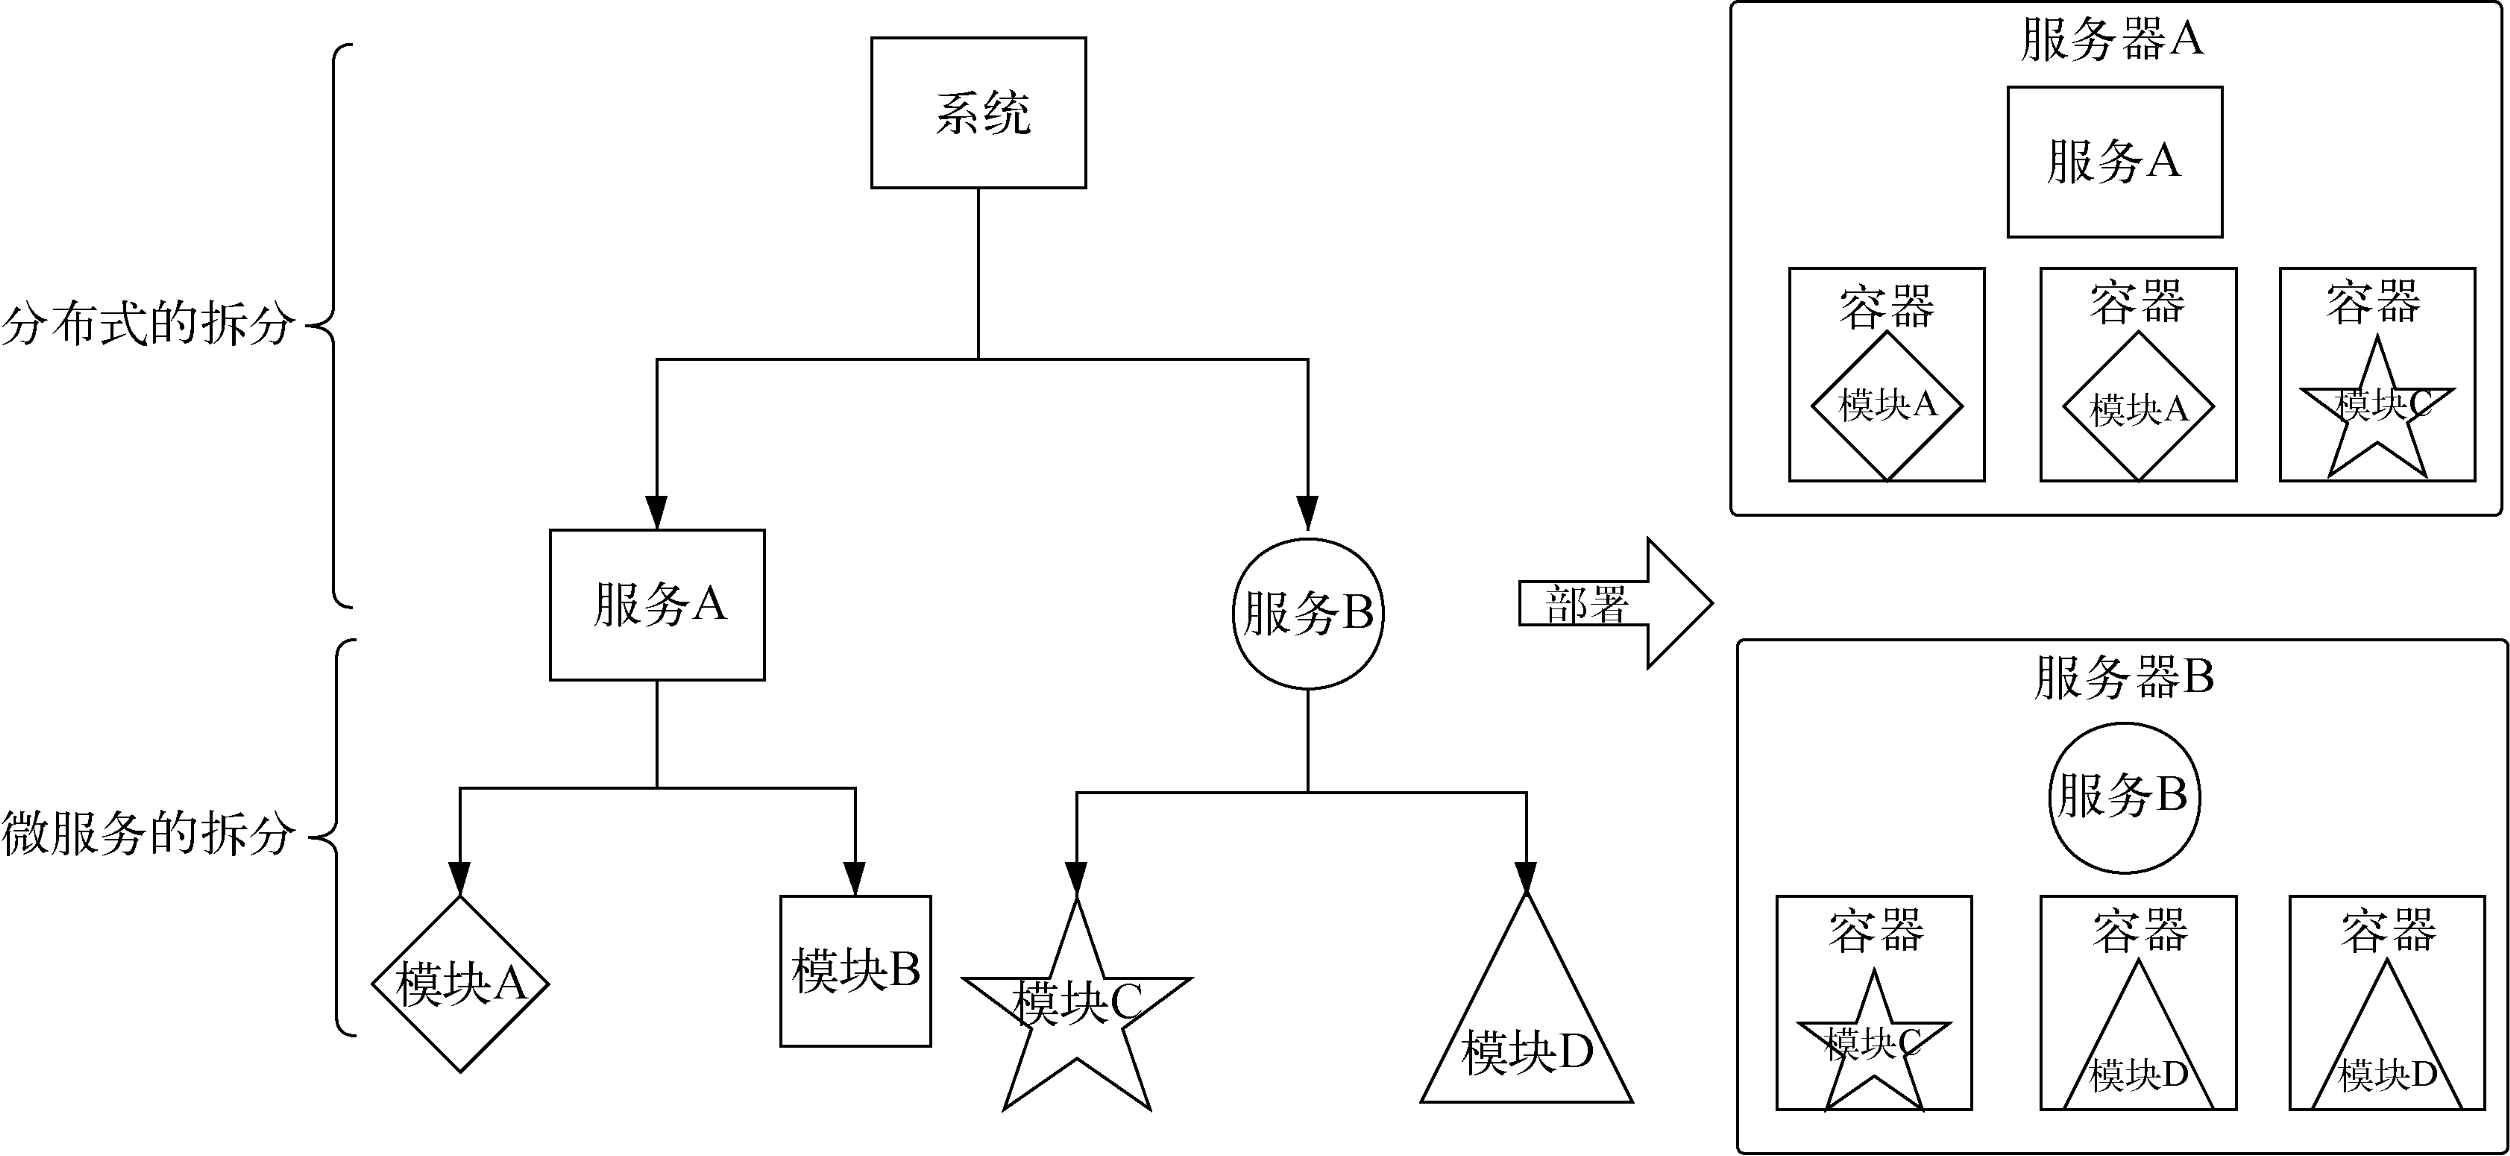 分布式的拆分
微服务的拆分
系统
服务A
服务B
模块A
模块B
模块C
模块D
部署
服务器A
服务A
容器
模块A
容器
模块A
容器
模块C
服务器B
服务B
容器
模块C
容器
模块D
容器
模块D